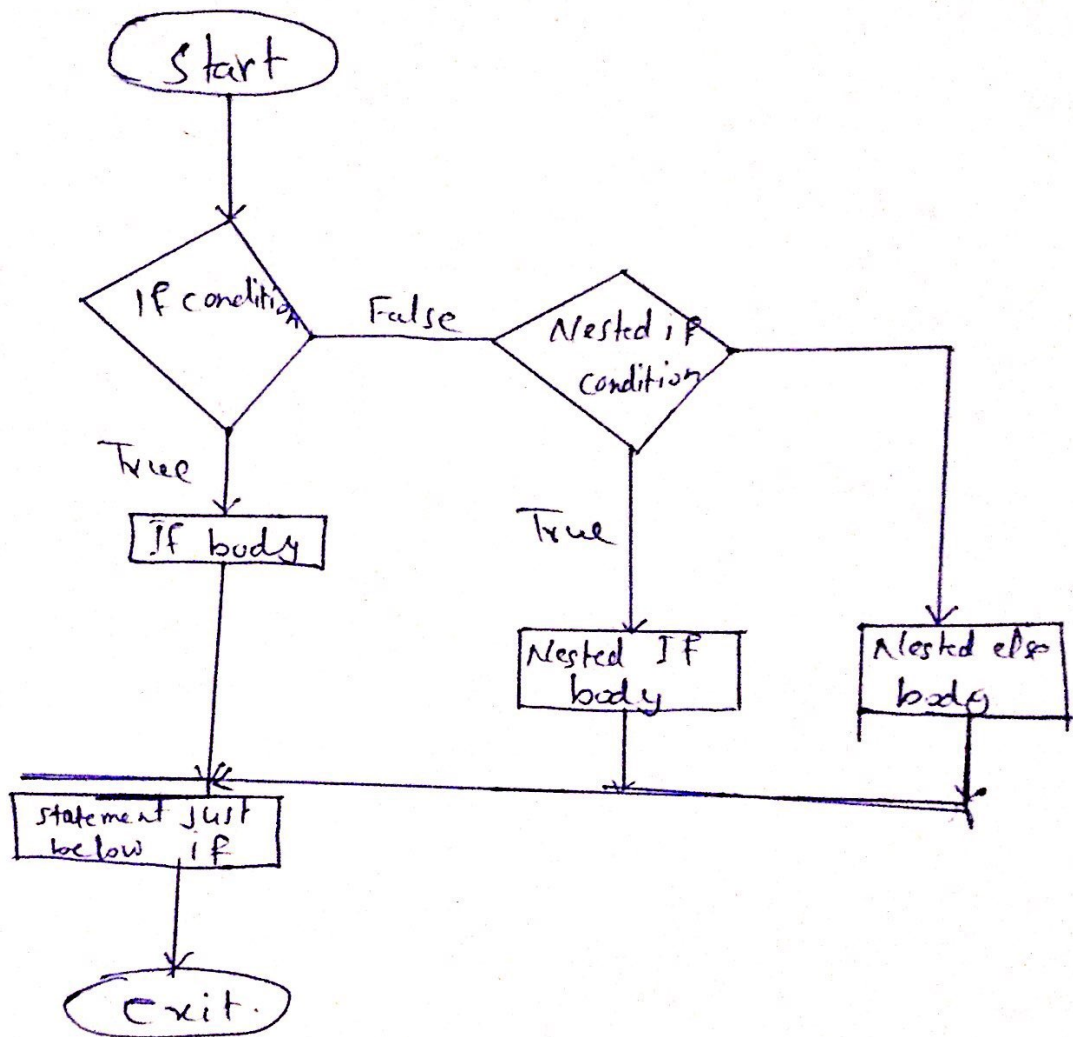 Start
If condition
False
Nested if
condition
True
If body
True
Nested If
body
Nested else
body
statement just
below if
exit.